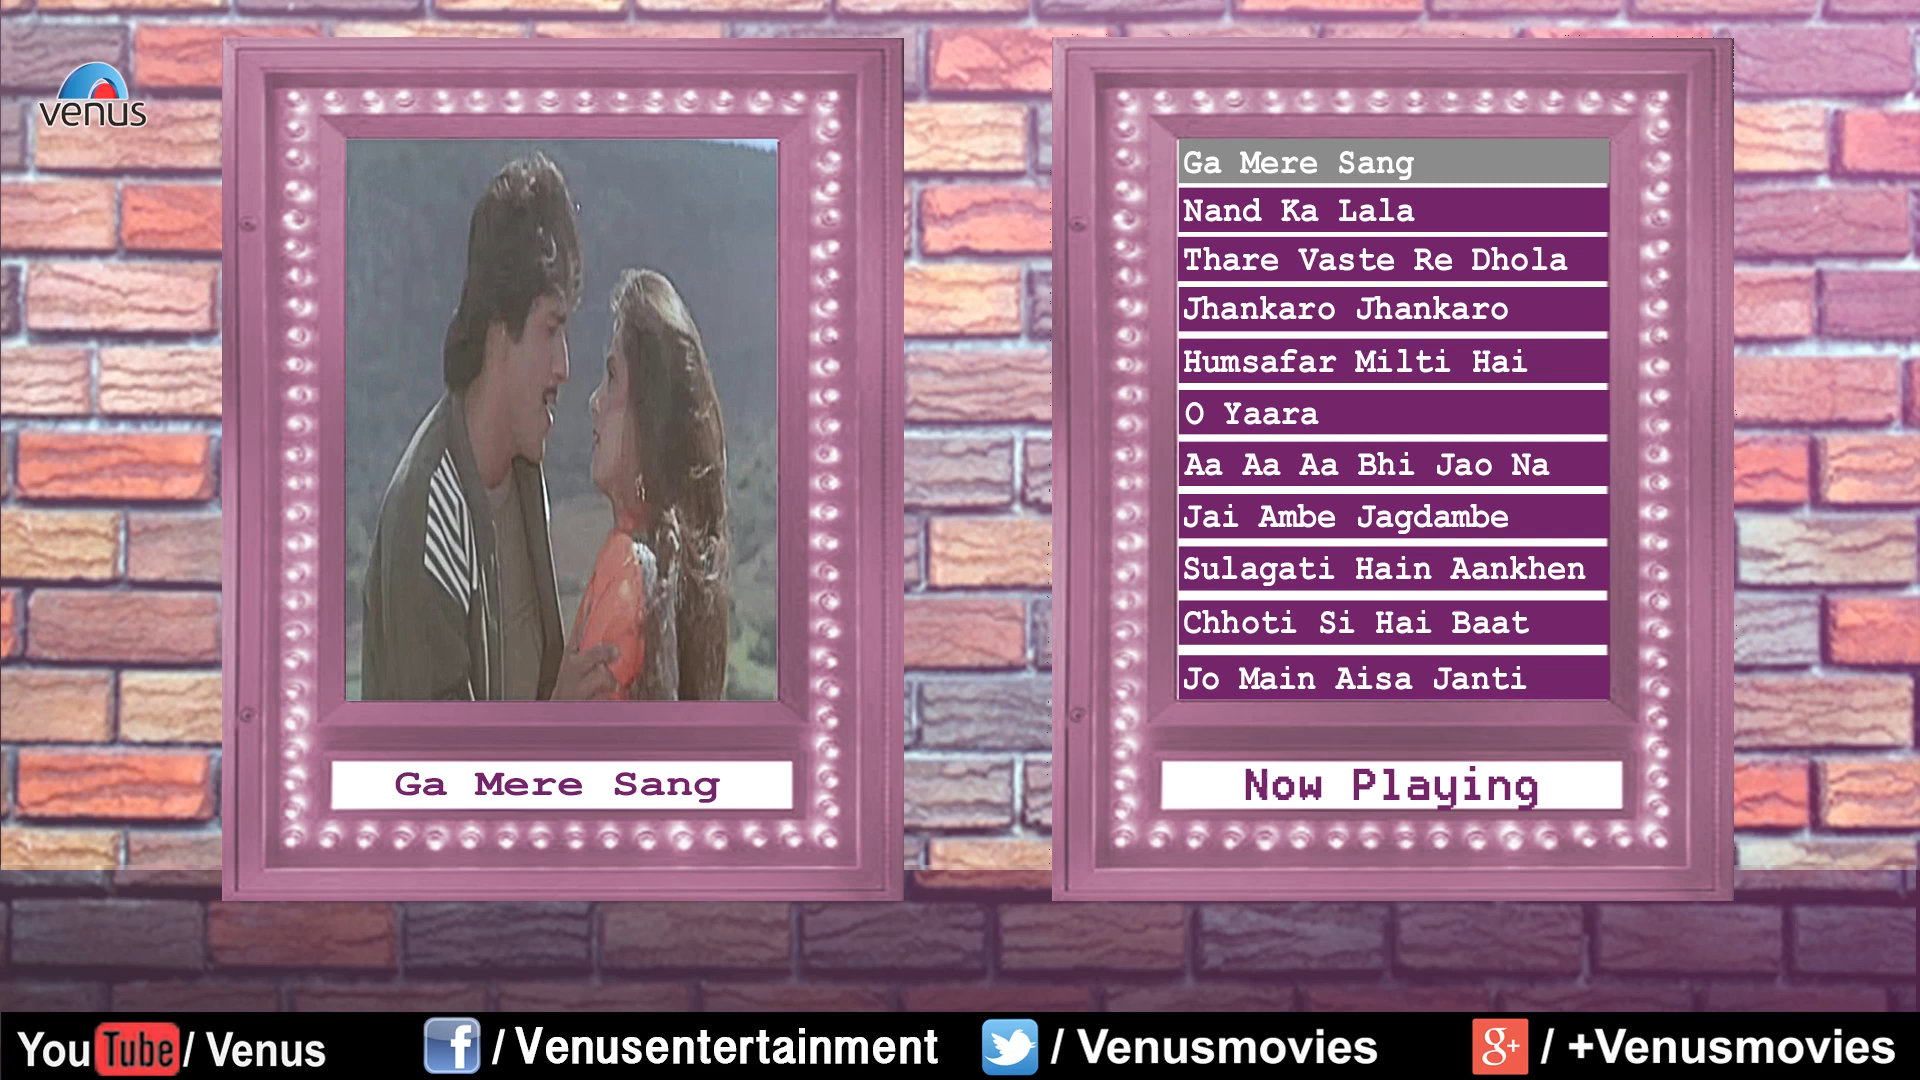 venus
Ga Mere Sang
Ga Mere Sang
Nand Ka Lala
Thare Vaste Re Dhola
Jhankaro Jhankaro
Humsafar Milti Hai
O Yaara
Aa Aa Aa Bhi Jao Na
Jai Ambe Jagdambe
Sulagati Hain Aankhen
Chhoti Si Hai Baat
Jo Main Aisa Janti
Now Playing
YouTube / Venus
f / Venusentertainment
/ Venusmovies
g+ / +Venusmovies